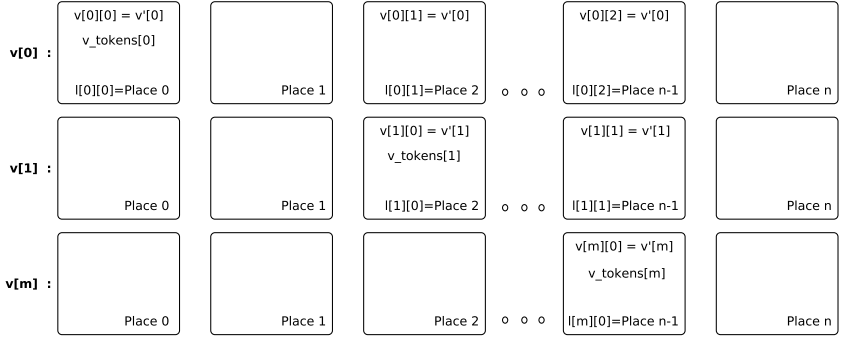 v[0][0] = v'[0] v[0][1] = v'[0] v[0][2] = v'[0]
v_tokens[0]
v[0] :
l[0][0]=Place 0 Place 1 l[0][1]=Place 2 o o o l[0][2]=Place n-1 Place n
v[1][0] = v'[1] v[1][1] = v'[1]
v_tokens[1]
v[1] :
Place 0 Place 1 l[1][0]=Place 2 o o o l[1][1]=Place n-1 Place n
v[m][0] = v'[m]
v_tokens[m]
v[m] :
Place 0 Place 1 Place 2 o o o l[m][0]=Place n-1 Place n